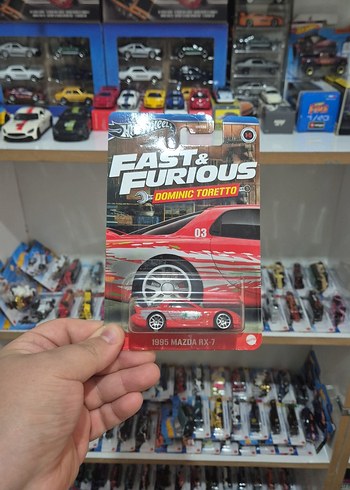 Hot Wheels
FAST &
FURIOUS
DOMINIC TORETTO
03
1995 MAZDA RX-7